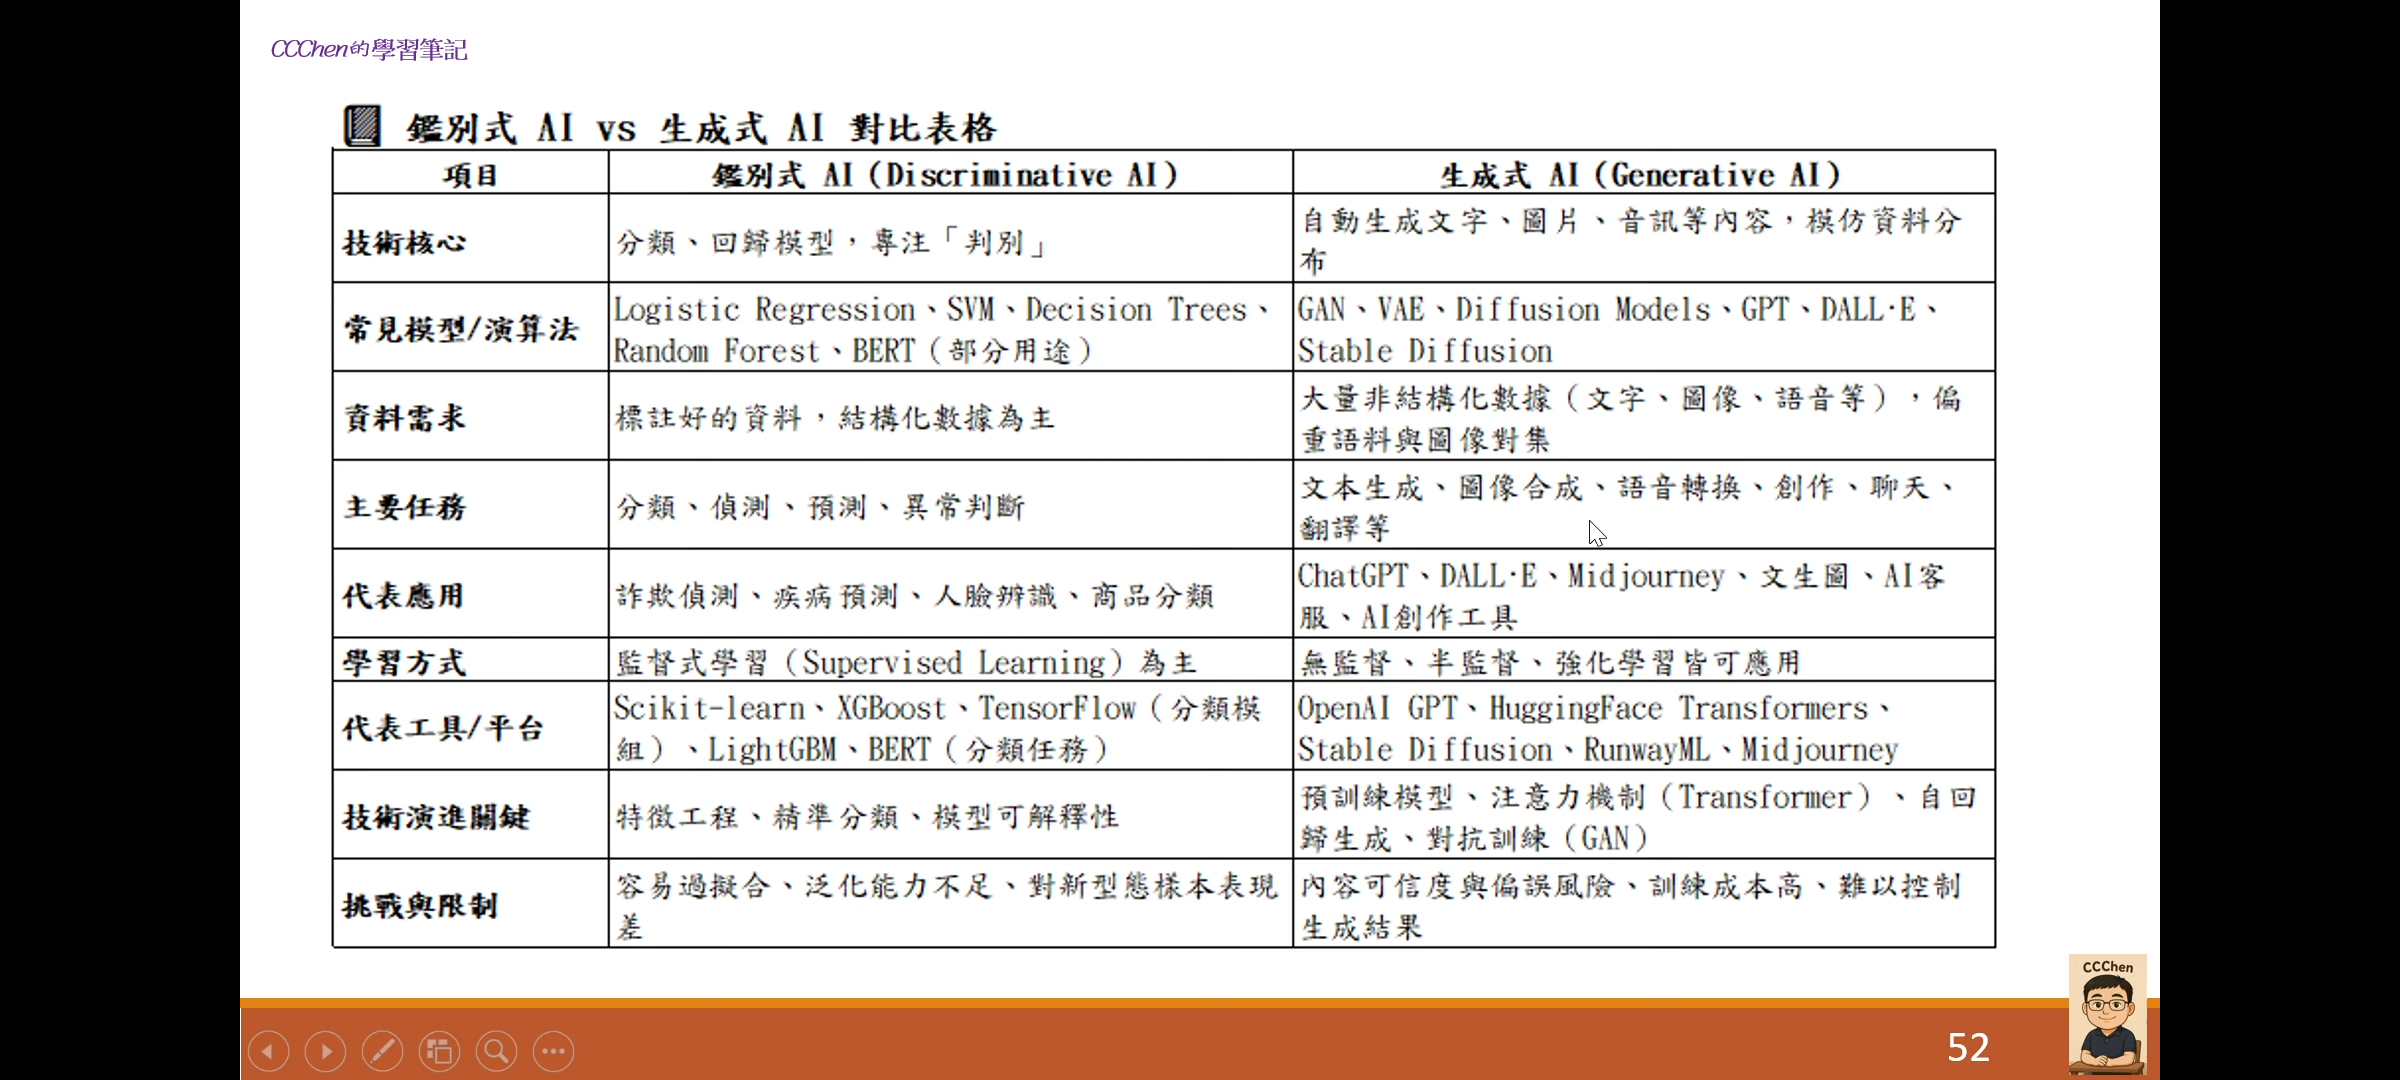 CCChen的學習筆記
鑑別式 AI vs 生成式 AI 對比表格
項目
鑑別式 AI(Discriminative AI)
生成式 AI(Generative AI)
技術核心
分類、回歸模型，專注「判別」
自動生成文字、圖片、音訊等內容，模仿資料分
布
常見模型/演算法
Logistic Regression、SVM、Decision Trees、
Random Forest、BERT(部分用途)
GAN、VAE、Diffusion Models、GPT、DALL·E、
Stable Diffusion
資料需求
標註好的資料，結構化數據為主
大量非結構化數據(文字、圖像、語音等)，偏
重語料與圖像對集
主要任務
分類、偵測、預測、異常判斷
文本生成、圖像合成、語音轉換、創作、聊天、
翻譯等
代表應用
詐欺偵測、疾病預測、人臉辨識、商品分類
ChatGPT、DALL·E、Midjourney、文生圖、AI客
服、AI創作工具
學習方式
監督式學習(Supervised Learning)為主
無監督、半監督、強化學習皆可應用
代表工具/平台
Scikit-learn、XGBoost、TensorFlow(分類模
組)、LightGBM、BERT(分類任務)
OpenAI GPT、HuggingFace Transformers、
Stable Diffusion、RunwayML、Midjourney
技術演進關鍵
特徵工程、精準分類、模型可解釋性
預訓練模型、注意力機制(Transformer)、自回
歸生成、對抗訓練(GAN)
挑戰與限制
容易過擬合、泛化能力不足、對新型態樣本表現
差
內容可信度與偏誤風險、訓練成本高、難以控制
生成結果
CCChen
52